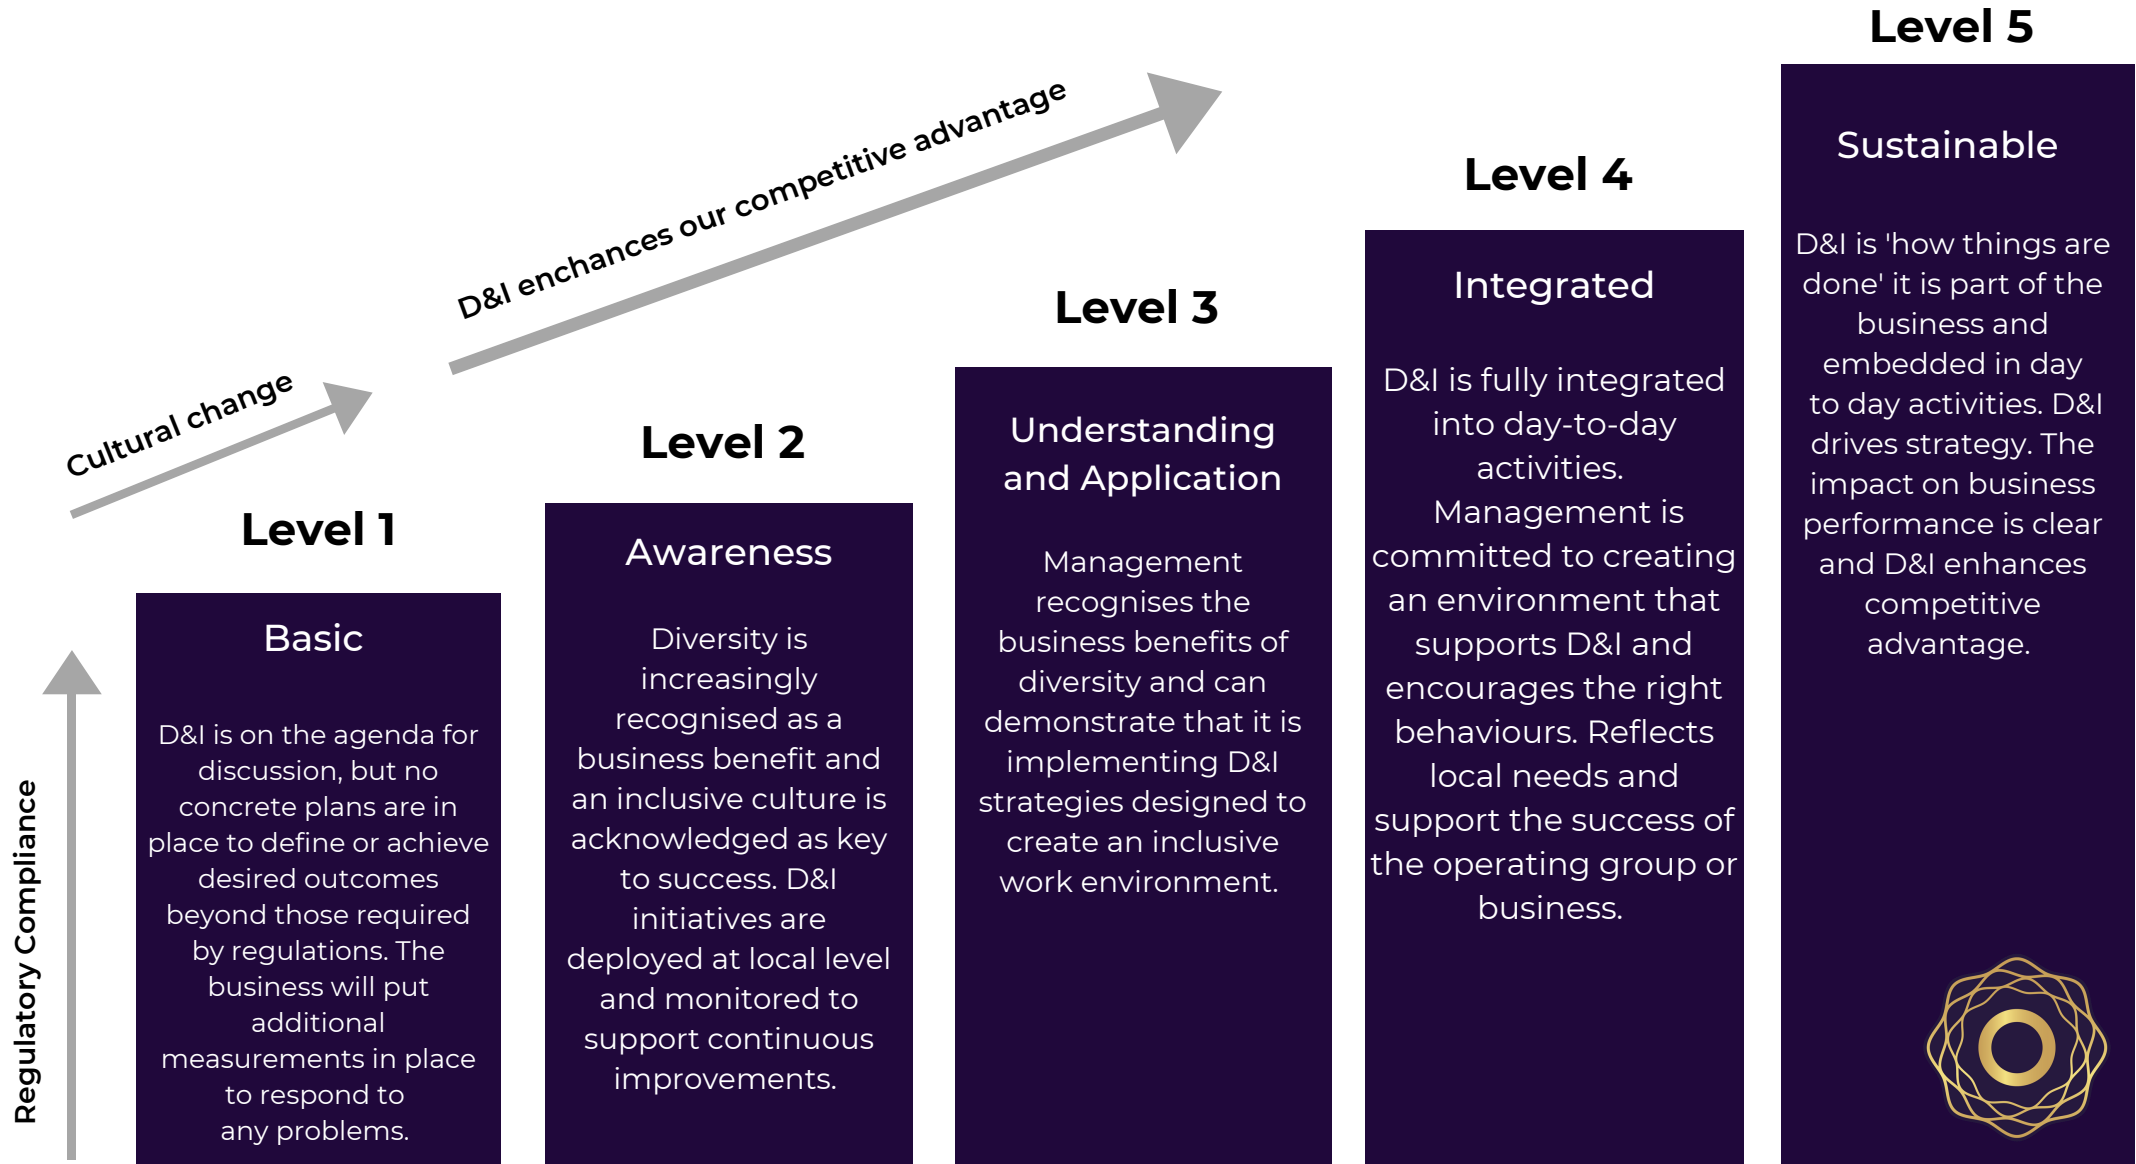 Regulatory Compliance
Cultural change
D&I enchances our competitive advantage
Level 1
Basic
D&I is on the agenda for
discussion, but no
concrete plans are in
place to define or achieve
desired outcomes
beyond those required
by regulations. The
business will put
additional
measurements in place
to respond to
any problems.
Level 2
Awareness
Diversity is
increasingly
recognised as a
business benefit and
an inclusive culture is
acknowledged as key
to success. D&I
initiatives are
deployed at local level
and monitored to
support continuous
improvements.
Level 3
Understanding
and Application
Management
recognises the
business benefits of
diversity and can
demonstrate that it is
implementing D&I
strategies designed to
create an inclusive
work environment.
Level 4
Integrated
D&I is fully integrated
into day-to-day
activities.
Management is
committed to creating
an environment that
supports D&I and
encourages the right
behaviours. Reflects
local needs and
support the success of
the operating group or
business.
Level 5
Sustainable
D&I is 'how things are
done' it is part of the
business and
embedded in day
to day activities. D&I
drives strategy. The
impact on business
performance is clear
and D&I enhances
competitive
advantage.